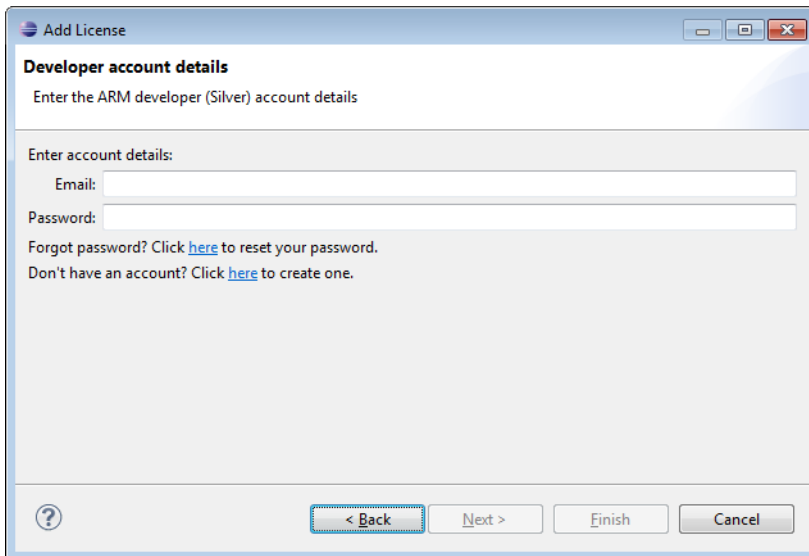 Add License
Developer account details
Enter the ARM developer (Silver) account details
Enter account details:
Email:
Password:
Forgot password? Click here to reset your password.
Don't have an account? Click here to create one.
? < Back Next > Finish Cancel